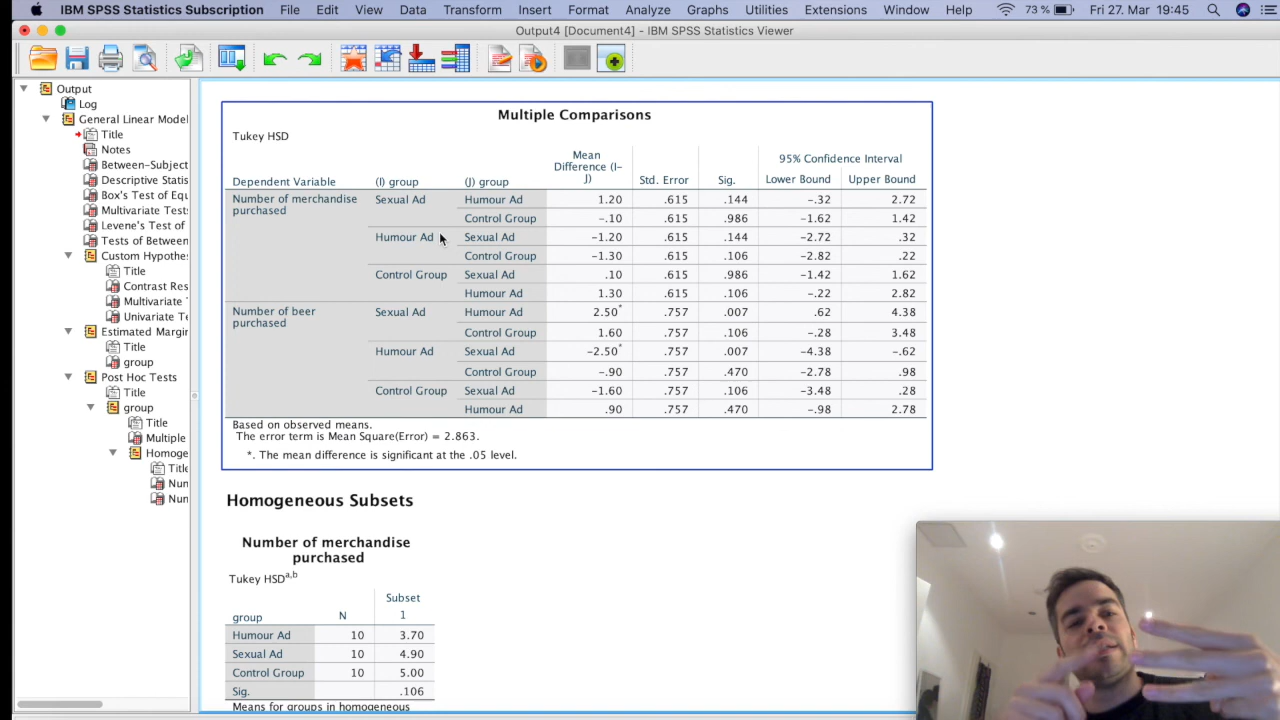 IBM SPSS Statistics Subscription File Edit View Data Transform Insert Format Analyze Graphs Utilities Extensions Window Help 73 % Fri 27. Mar 19:45
Output4 [Document4] - IBM SPSS Statistics Viewer
Output
Log
General Linear Model
Title
Notes
Between-Subject
Descriptive Statis
Box's Test of Equ
Multivariate Test
Levene's Test of
Tests of Between
Custom Hypothe
Title
Contrast Res
Multivariate
Univariate Te
Estimated Margin
Title
group
Post Hoc Tests
Title
group
Title
Multiple
Homoge
Title
Num
Num
Multiple Comparisons
Tukey HSD
Dependent Variable (I) group (J) group Mean Difference (I-J) Std. Error Sig. 95% Confidence Interval Lower Bound Upper Bound
Number of merchandise purchased Sexual Ad Humour Ad 1.20 .615 .144 -.32 2.72
Control Group -.10 .615 .986 -1.62 1.42
Humour Ad Sexual Ad -1.20 .615 .144 -2.72 .32
Control Group -1.30 .615 .106 -2.82 .22
Control Group Sexual Ad .10 .615 .986 -1.42 1.62
Humour Ad 1.30 .615 .106 -.22 2.82
Number of beer purchased Sexual Ad Humour Ad 2.50* .757 .007 .62 4.38
Control Group 1.60 .757 .106 -.28 3.48
Humour Ad Sexual Ad -2.50* .757 .007 -4.38 -.62
Control Group -.90 .757 .470 -2.78 .98
Control Group Sexual Ad -1.60 .757 .106 -3.48 .28
Humour Ad .90 .757 .470 -.98 2.78
Based on observed means.
The error term is Mean Square(Error) = 2.863.
*. The mean difference is significant at the .05 level.
Homogeneous Subsets
Number of merchandise
purchased
Tukey HSDa,b
Subset
group N 1
Humour Ad 10 3.70
Sexual Ad 10 4.90
Control Group 10 5.00
Sig. .106
Means for groups in homogeneous